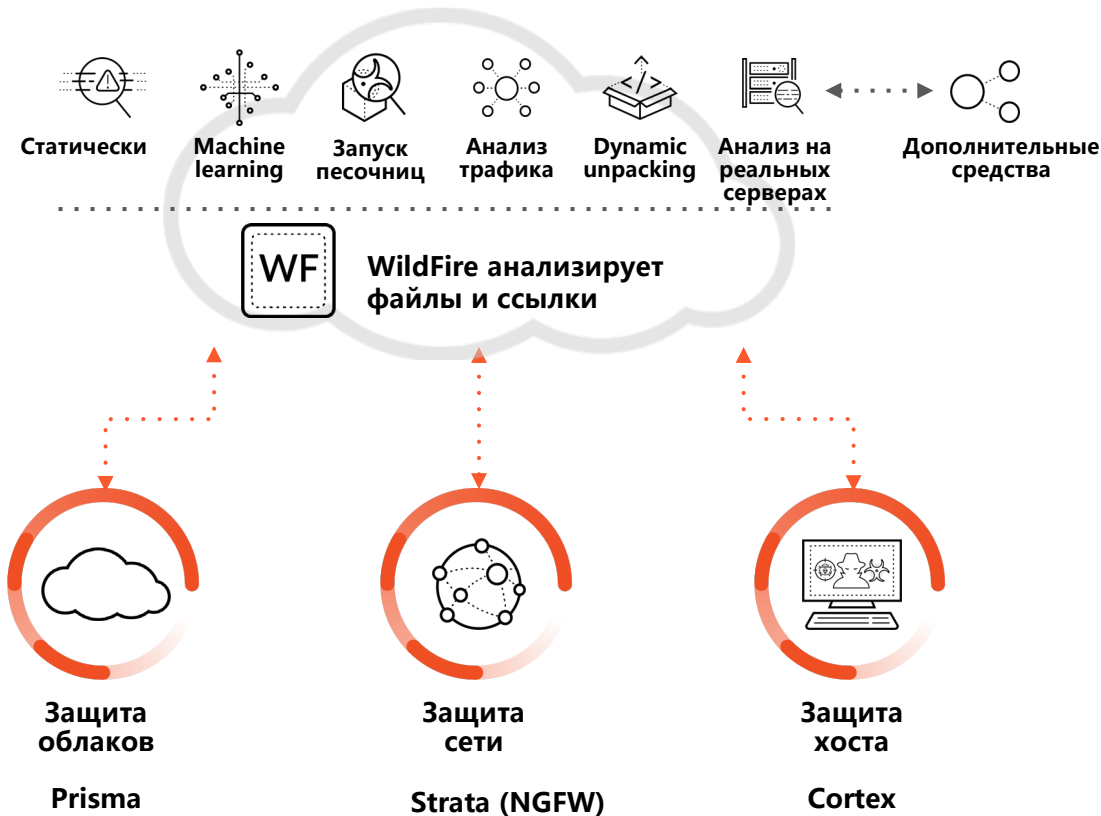 Статически
Machine
learning
Запуск
песочниц
Анализ
трафика
Dynamic
unpacking
Анализ на
реальных
серверах
Дополнительные
средства
WF
WildFire анализирует
файлы и ссылки
Защита
облаков
Prisma
Защита
сети
Strata (NGFW)
Защита
хоста
Cortex